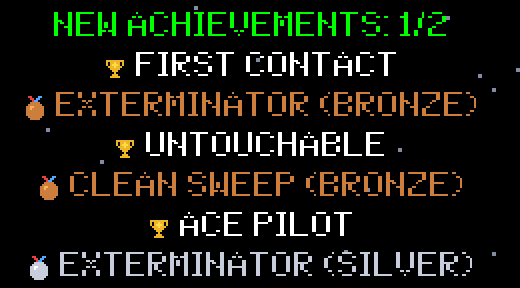 NEW ACHIEVEMENTS: 1/2
FIRST CONTACT
EXTERMINATOR (BRONZE)
UNTOUCHABLE
CLEAN SWEEP (BRONZE)
ACE PILOT
EXTERMINATOR (SILVER)